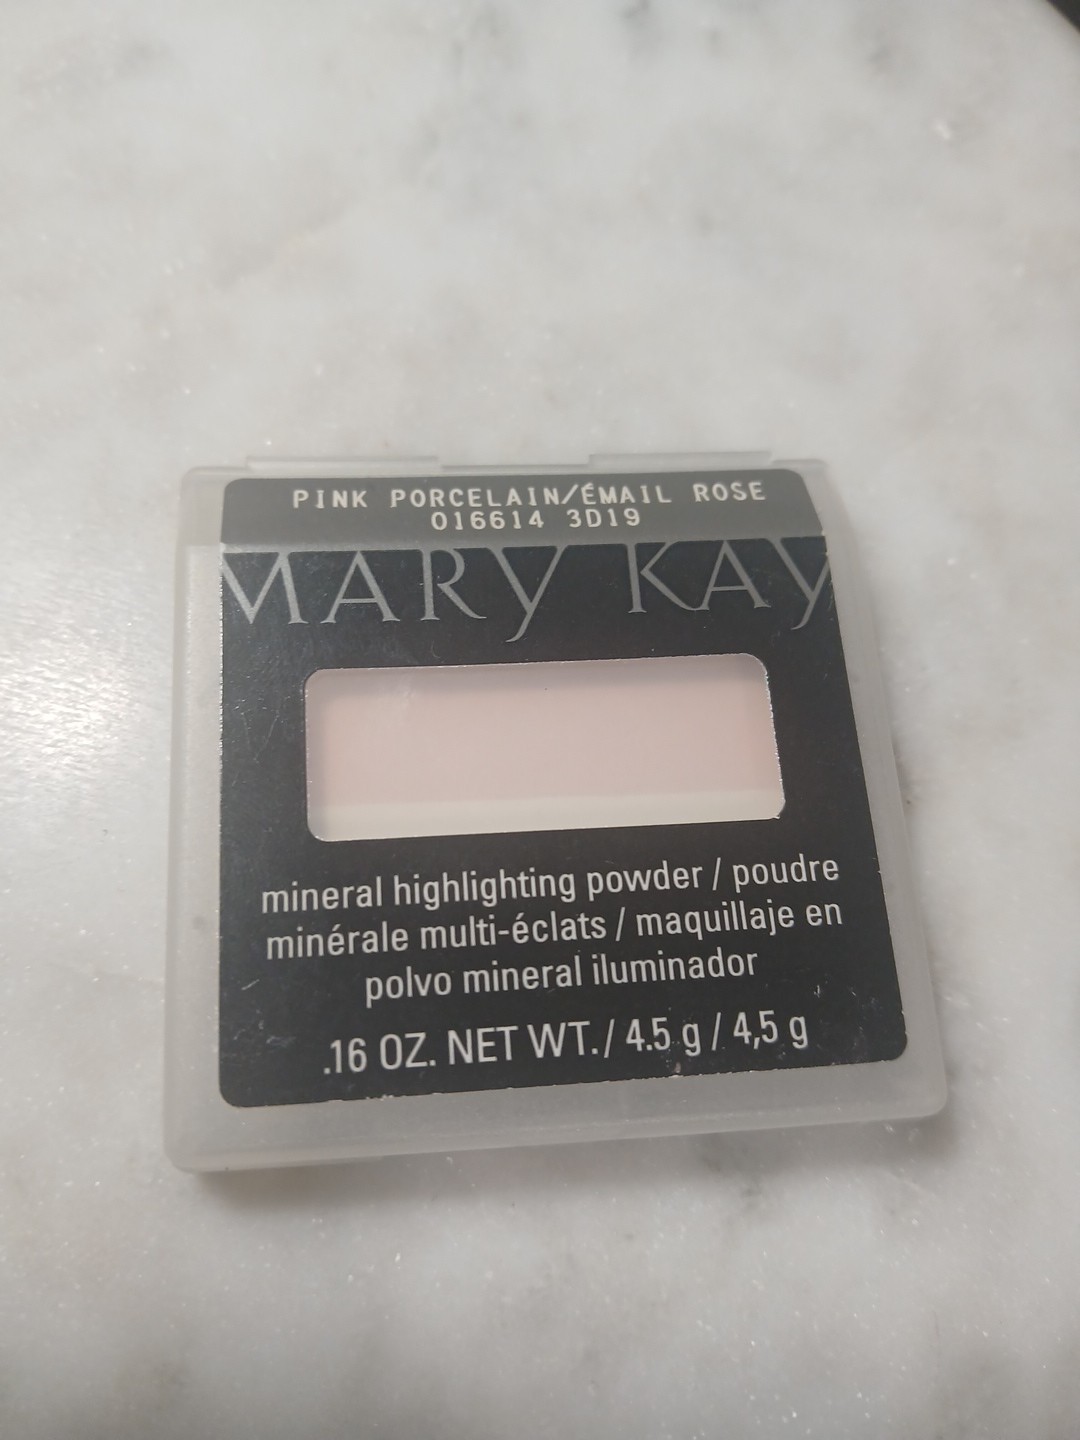 PINK PORCELAIN/ÉMAIL ROSE
016614 3D19
MARY KAY
mineral highlighting powder / poudre
minérale multi-éclats / maquillaje en
polvo mineral iluminador
.16 OZ. NET WT./ 4.5 g / 4,5 g